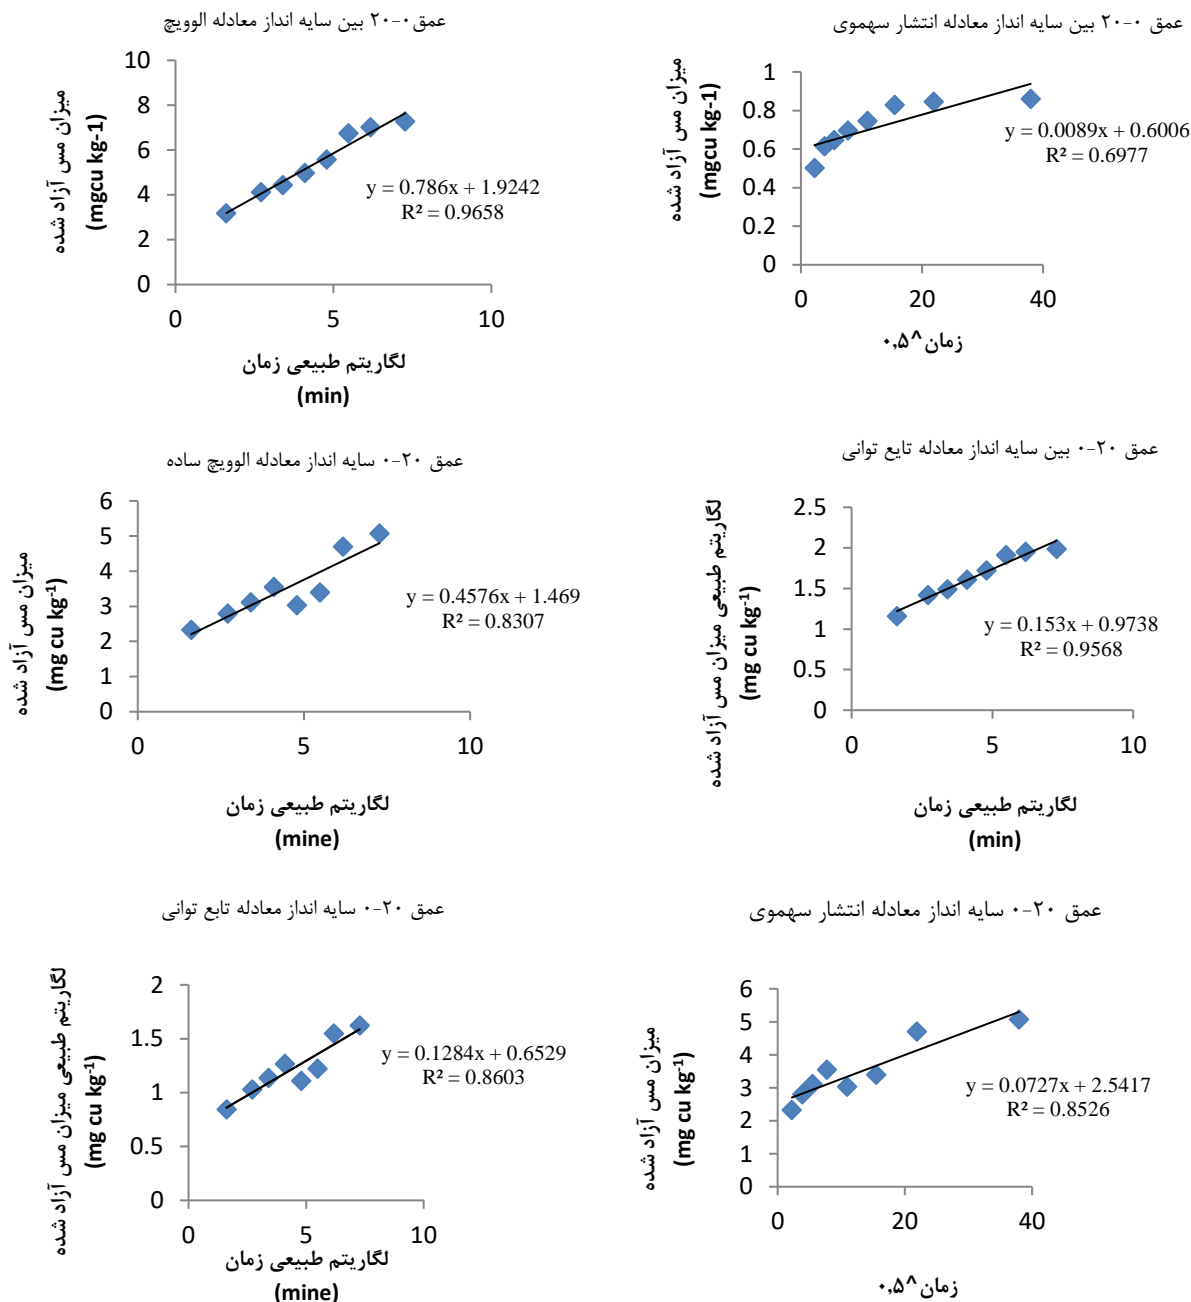 عمق ۰-۲۰ بین سایه انداز معادله الوویچ
میزان مس آزاد شده
(mgcu kg-1)
10
8
6
4
2
0
y = 0.786x + 1.9242
R² = 0.9658
0
5
10
لگاریتم طبیعی زمان
(min)
عمق ۰-۲۰ بین سایه انداز معادله انتشار سهموی
میزان مس آزاد شده
(mgcu kg-1)
1
0.8
0.6
0.4
0.2
0
y = 0.0089x + 0.6006
R² = 0.6977
0
20
40
زمان^۰,۵
عمق ۲۰-۰ سایه انداز معادله الوویچ ساده
میزان مس آزاد شده
(mg cu kg⁻¹)
6
5
4
3
2
1
0
y = 0.4576x + 1.469
R² = 0.8307
0
5
10
لگاریتم طبیعی زمان
(mine)
عمق ۲۰-۰ بین سایه انداز معادله تایع توانی
لگاریتم طبیعی میزان مس آزاد شده
(mg cu kg⁻¹)
2.5
2
1.5
1
0.5
0
y = 0.153x + 0.9738
R² = 0.9568
0
5
10
لگاریتم طبیعی زمان
(min)
عمق ۲۰-۰ سایه انداز معادله تابع توانی
لگاریتم طبیعی میزان مس آزاد شده
(mg cu kg⁻¹)
2
1.5
1
0.5
0
y = 0.1284x + 0.6529
R² = 0.8603
0
5
10
لگاریتم طبیعی زمان
(mine)
عمق ۲۰-۰ سایه انداز معادله انتشار سهموی
میزان مس آزاد شده
(mg cu kg⁻¹)
6
5
4
3
2
1
0
y = 0.0727x + 2.5417
R² = 0.8526
0
20
40
زمان^۰,۵